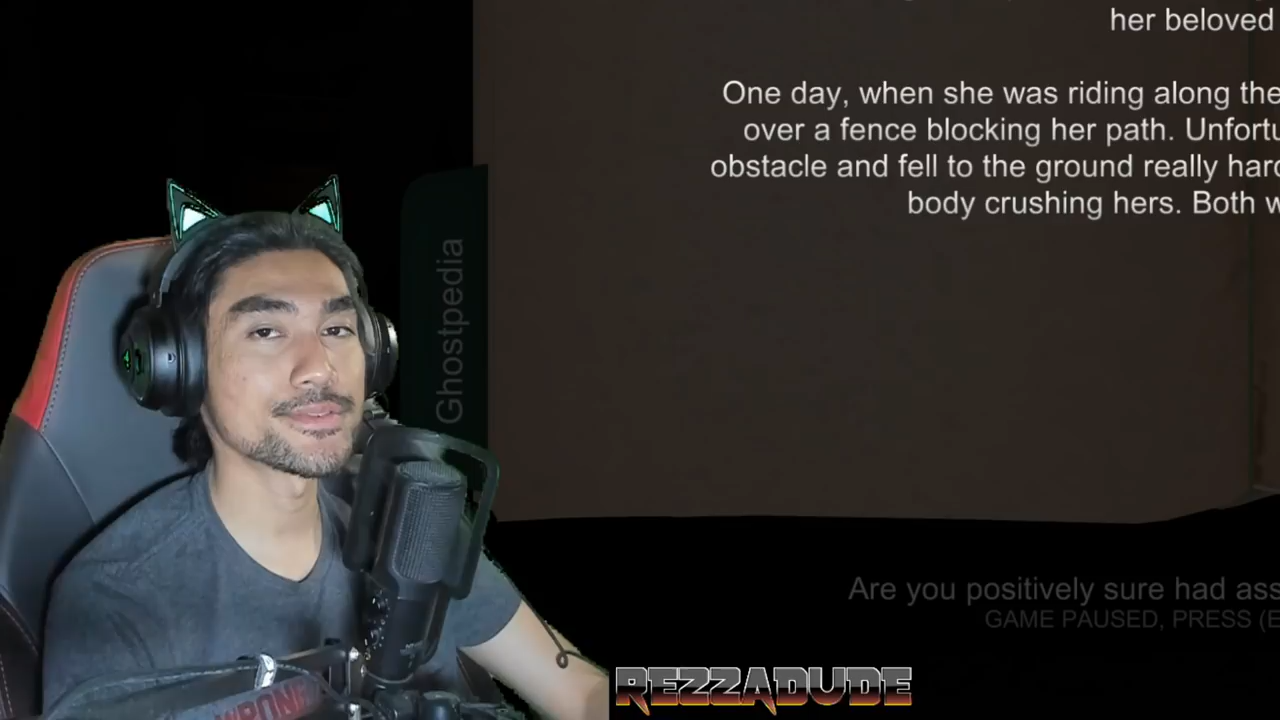 her beloved
One day, when she was riding along the
over a fence blocking her path. Unfortu
obstacle and fell to the ground really hard
body crushing hers. Both w
Ghostpedia
Are you positively sure had ass
GAME PAUSED, PRESS (E
REZZADUDE